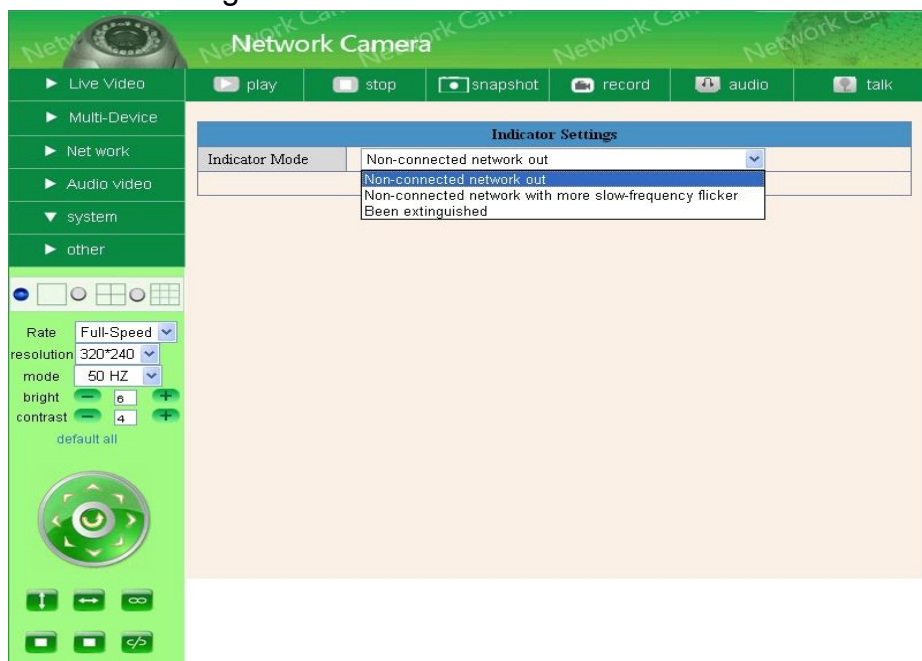 Network Camera
Live Video
play
stop
snapshot
record
audio
talk
Multi-Device
Net work
Audio video
system
other
Indicator Settings
Indicator Mode
Non-connected network out
Non-connected network out
Non-connected network with more slow-frequency flicker
Been extinguished
Rate Full-Speed
resolution 320*240
mode 50 HZ
bright 6
contrast 4
default all